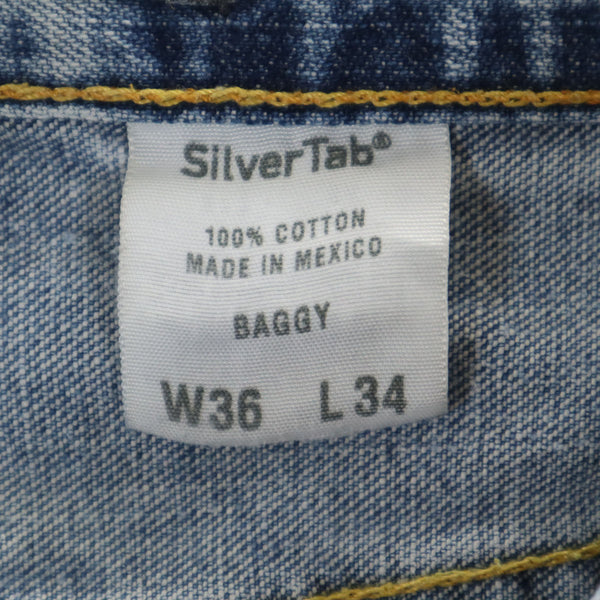 SilverTab®
100% COTTON
MADE IN MEXICO
BAGGY
W36 L34